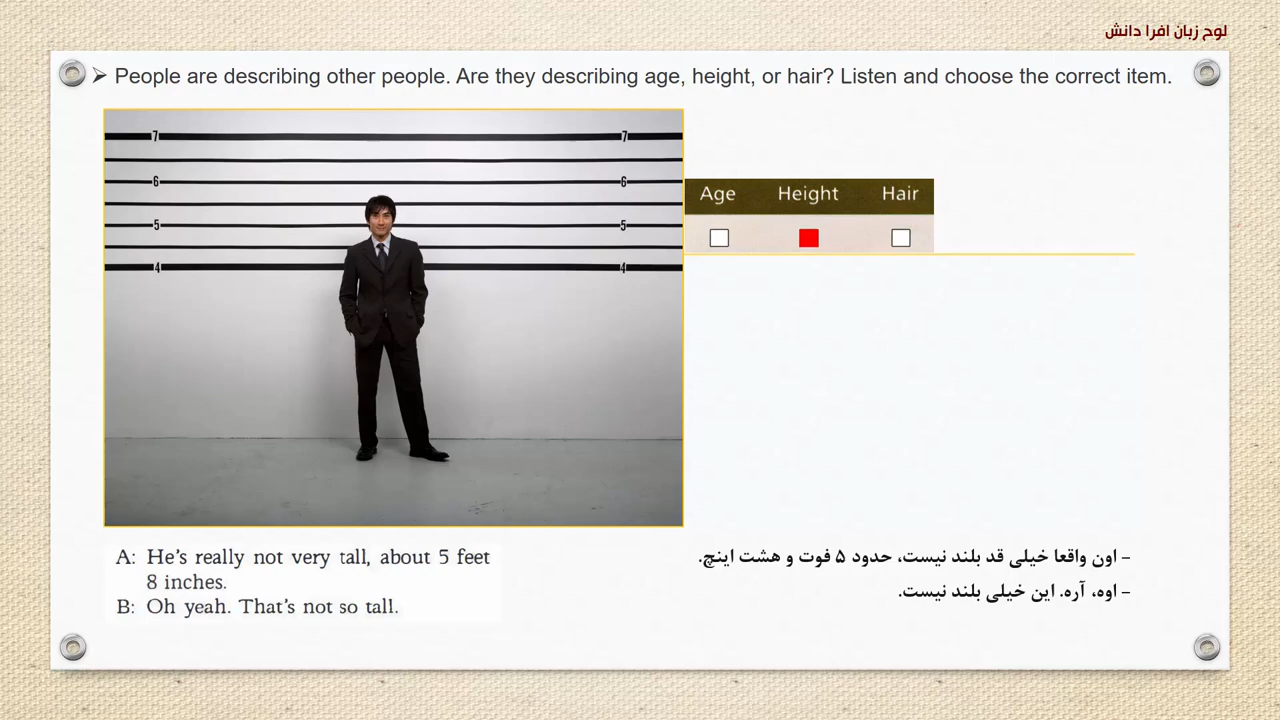 لوح زبان افرا دانش
➢ People are describing other people. Are they describing age, height, or hair? Listen and choose the correct item.
7 7
6 6
5 5
4 4
Age Height Hair
A: He's really not very tall, about 5 feet
8 inches.
B: Oh yeah. That's not so tall.
– اون واقعا خیلی قد بلند نیست، حدود ۵ فوت و هشت اینچ.
– اوه، آره. این خیلی بلند نیست.